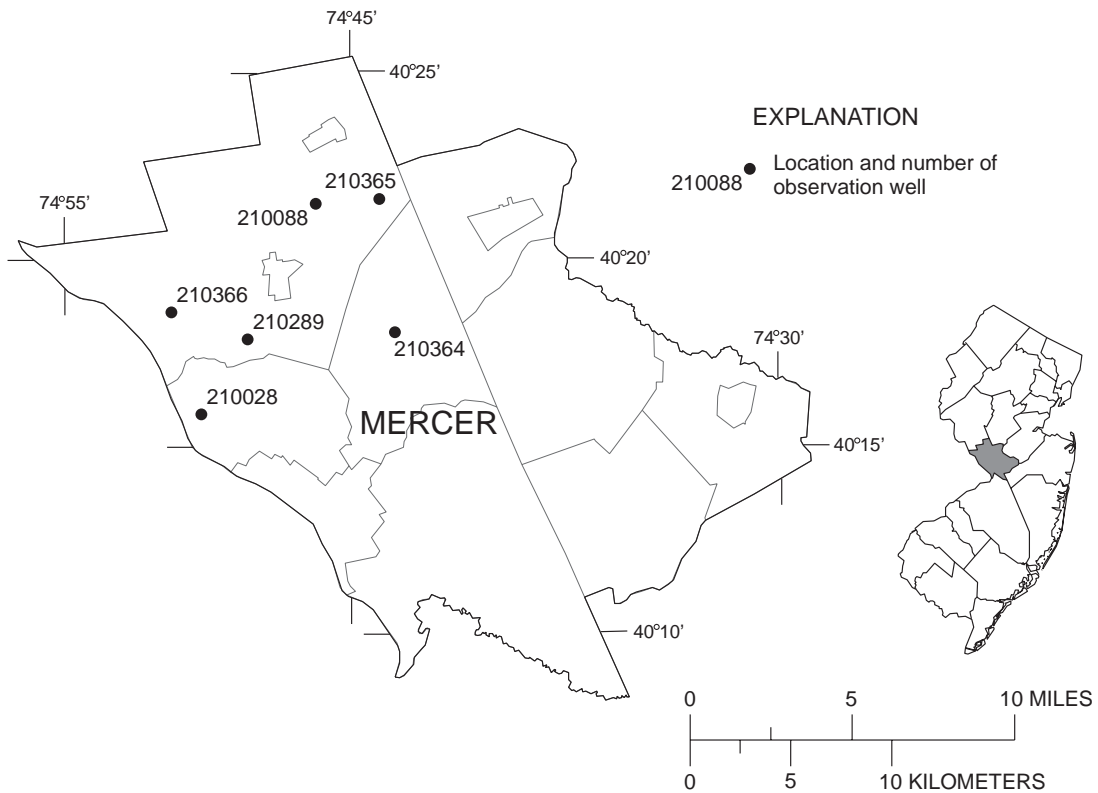 74°45'
40°25'
EXPLANATION
210088
Location and number of
observation well
210365
210088
74°55'
40°20'
210366
210289
210364
74°30'
210028
MERCER
40°15'
40°10'
0 5 10 MILES
0 5 10 KILOMETERS